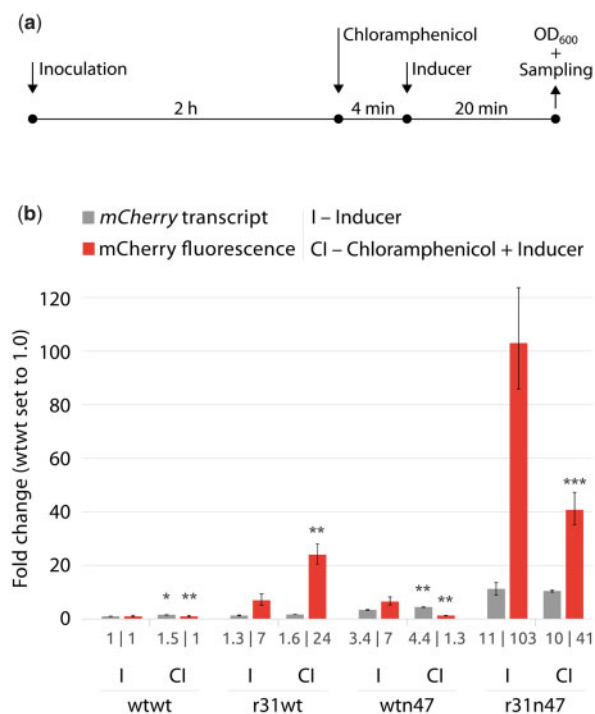 (a)
Chloramphenicol
OD600
+
Inoculation
Inducer
Sampling
2 h
4 min
20 min
(b)
mCherry transcript
I – Inducer
mCherry fluorescence
CI – Chloramphenicol + Inducer
Fold change (wtwt set to 1.0)
120
100
80
60
40
20
0
* ** ** ** ** ***
1 | 1 1.5 | 1 1.3 | 7 1.6 | 24 3.4 | 7 4.4 | 1.3 11 | 103 10 | 41
I CI I CI I CI I CI
wtwt r31wt wtn47 r31n47